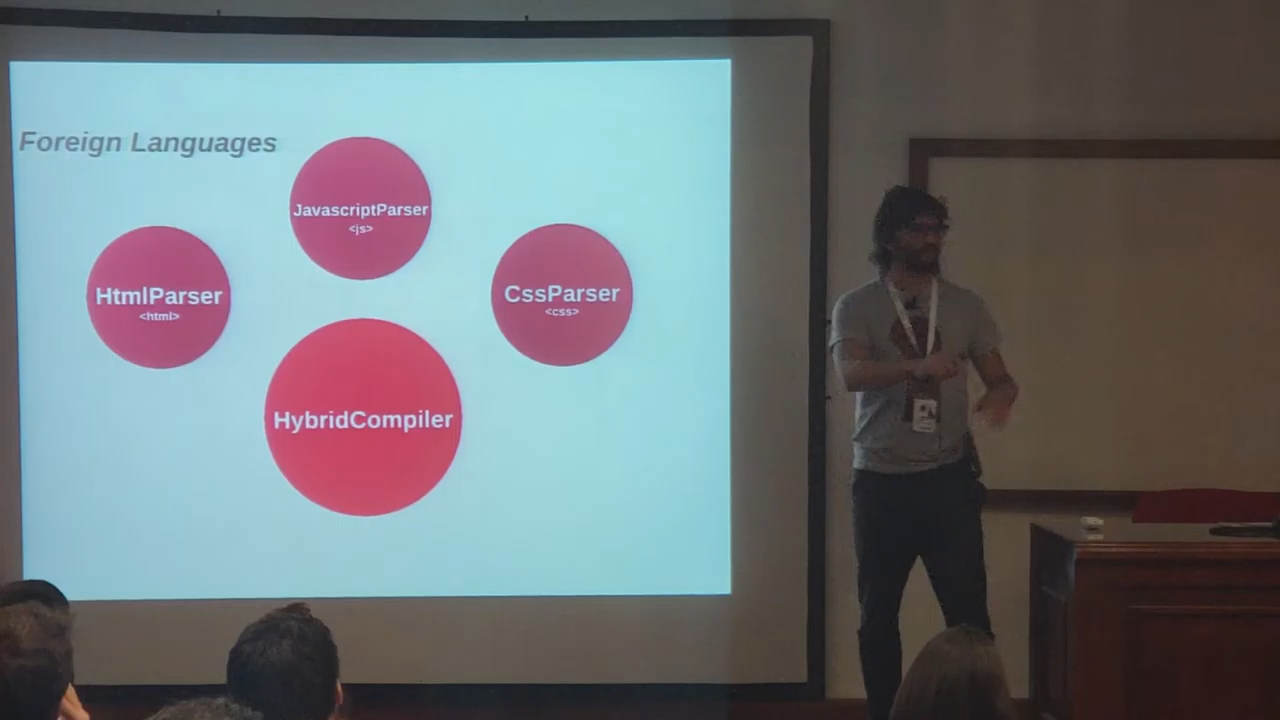 Foreign Languages
JavascriptParser
<js>
HtmlParser
<html>
CssParser
<css>
HybridCompiler